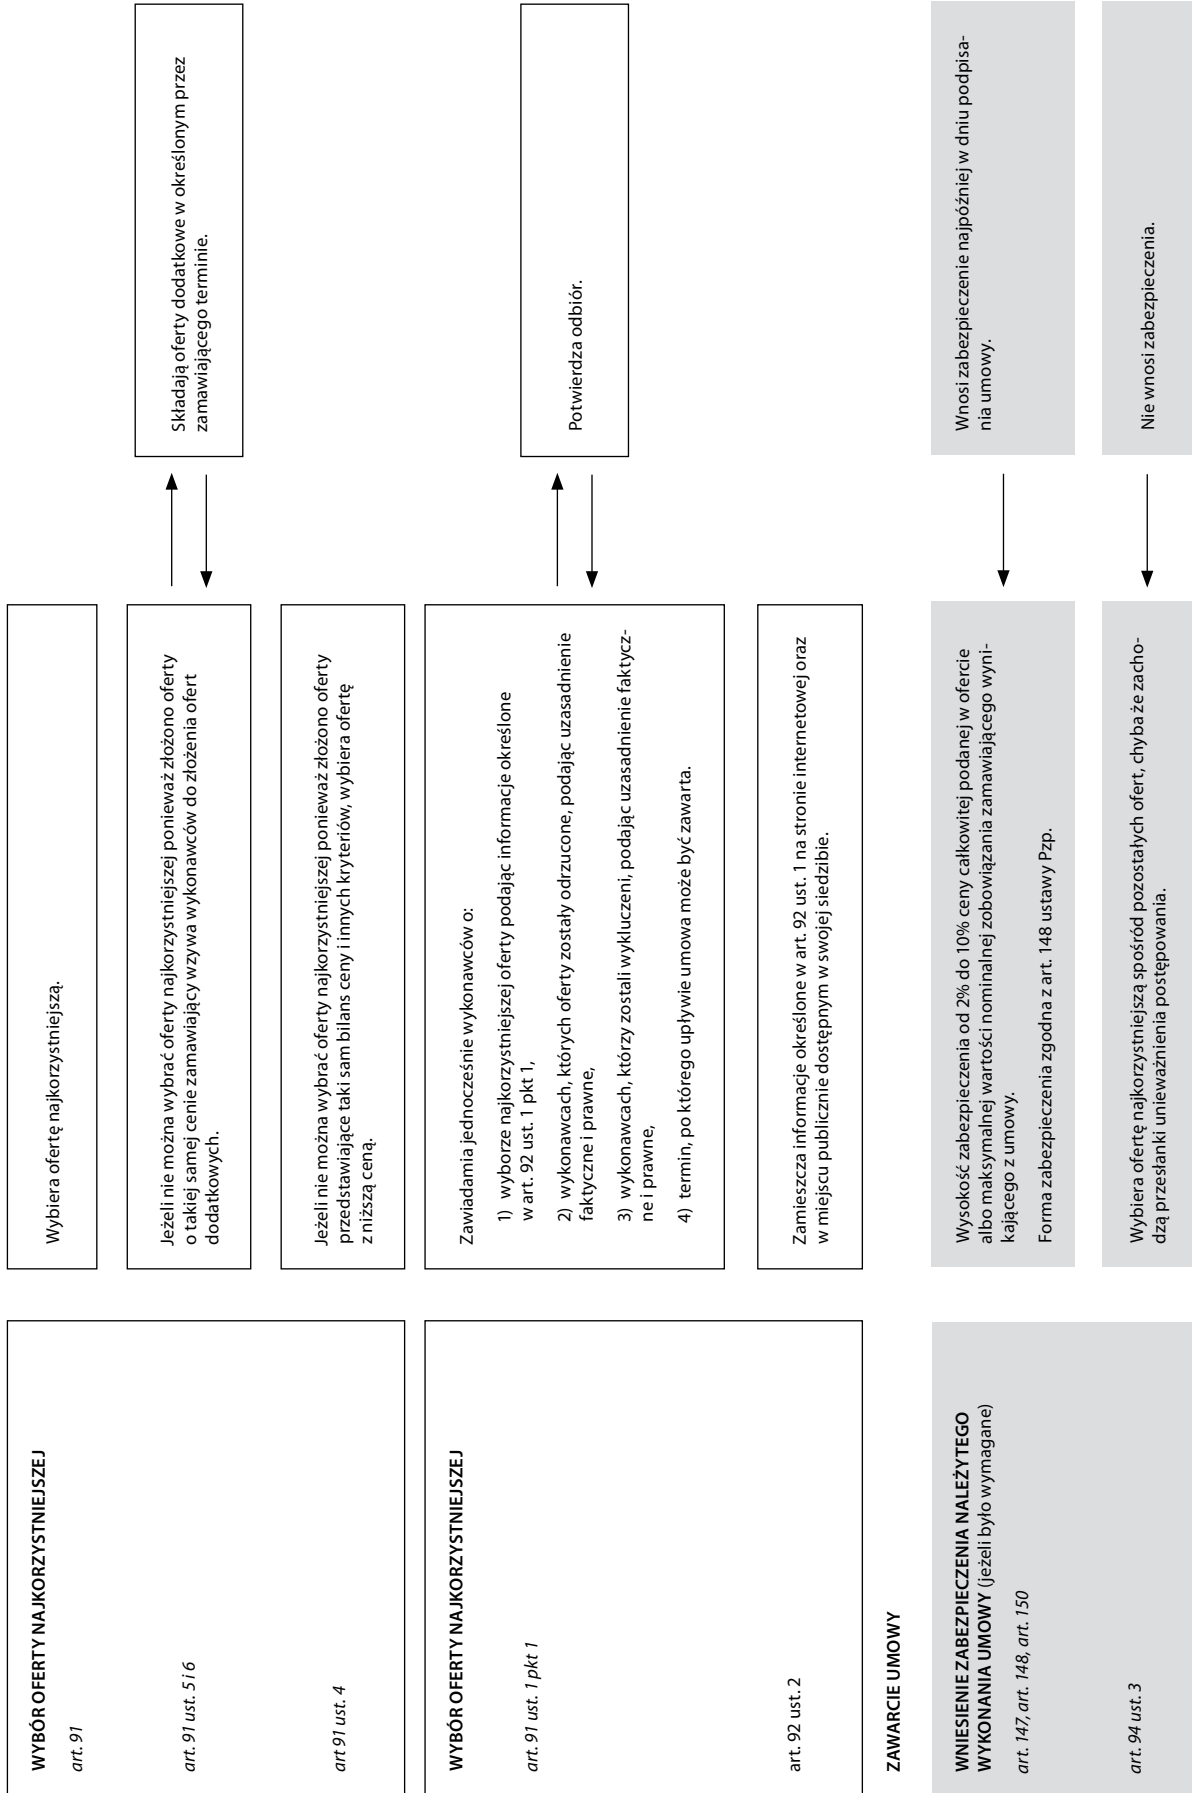 WYBÓR OFERTY NAJKORZYSTNIEJSZEJ
art. 91
Wybiera ofertę najkorzystniejszą.
art. 91 ust. 5 i 6
Jeżeli nie można wybrać oferty najkorzystniejszej ponieważ złożono oferty
o takiej samej cenie zamawiający wzywa wykonawców do złożenia ofert
dodatkowych.
Składają oferty dodatkowe w określonym przez
zamawiającego terminie.
art 91 ust. 4
Jeżeli nie można wybrać oferty najkorzystniejszej ponieważ złożono oferty
przedstawiające taki sam bilans ceny i innych kryteriów, wybiera ofertę
z niższą ceną.
WYBÓR OFERTY NAJKORZYSTNIEJSZEJ
art. 91 ust. 1 pkt 1
Zawiadamia jednocześnie wykonawców o:
1) wyborze najkorzystniejszej oferty podając informacje określone
w art. 92 ust. 1 pkt 1,
2) wykonawcach, których oferty zostały odrzucone, podając uzasadnienie
faktyczne i prawne,
3) wykonawcach, którzy zostali wykluczeni, podając uzasadnienie faktycz-
ne i prawne,
4) termin, po którego upływie umowa może być zawarta.
Potwierdza odbiór.
art. 92 ust. 2
Zamieszcza informacje określone w art. 92 ust. 1 na stronie internetowej oraz
w miejscu publicznie dostępnym w swojej siedzibie.
ZAWARCIE UMOWY
WNIESIENIE ZABEZPIECZENIA NALEŻYTEGO
WYKONANIA UMOWY (jeżeli było wymagane)
art. 147, art. 148, art. 150
Wysokość zabezpieczenia od 2% do 10% ceny całkowitej podanej w ofercie
albo maksymalnej wartości nominalnej zobowiązania zamawiającego wyni-
kającego z umowy.
Forma zabezpieczenia zgodna z art. 148 ustawy Pzp.
Wnosi zabezpieczenie najpóźniej w dniu podpisa-
nia umowy.
art. 94 ust. 3
Wybiera ofertę najkorzystniejszą spośród pozostałych ofert, chyba że zacho-
dzą przesłanki unieważnienia postępowania.
Nie wnosi zabezpieczenia.